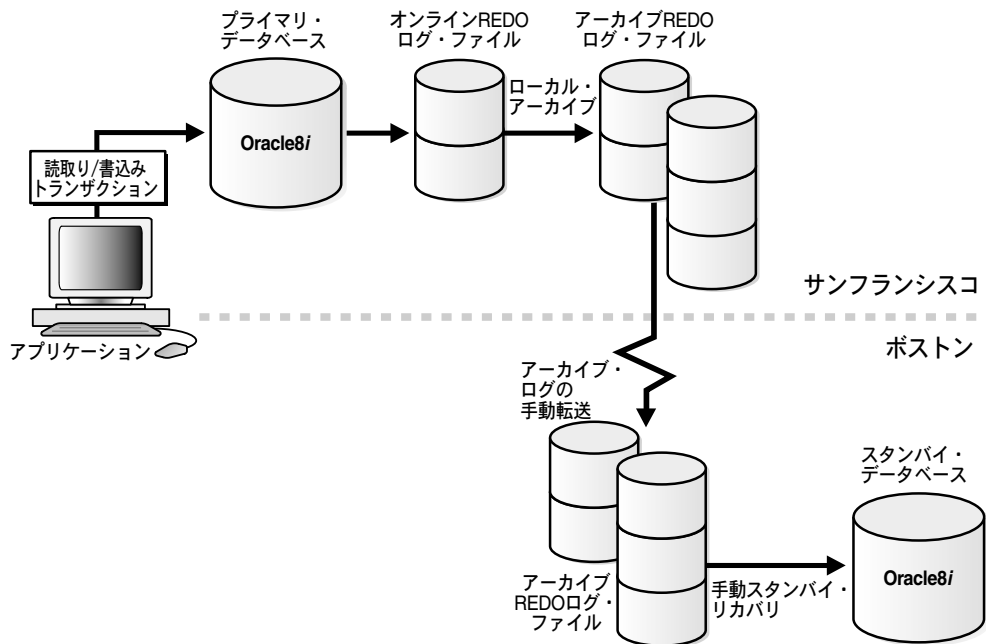 プライマリ・
データベース
オンラインREDO
ログ・ファイル
アーカイブREDO
ログ・ファイル
ローカル・
アーカイブ
Oracle8i
読取り/書込み
トランザクション
サンフランシスコ
アプリケーション
ボストン
アーカイブ・
ログの
手動転送
スタンバイ・
データベース
Oracle8i
アーカイブ
REDOログ・
ファイル
手動スタンバイ・
リカバリ